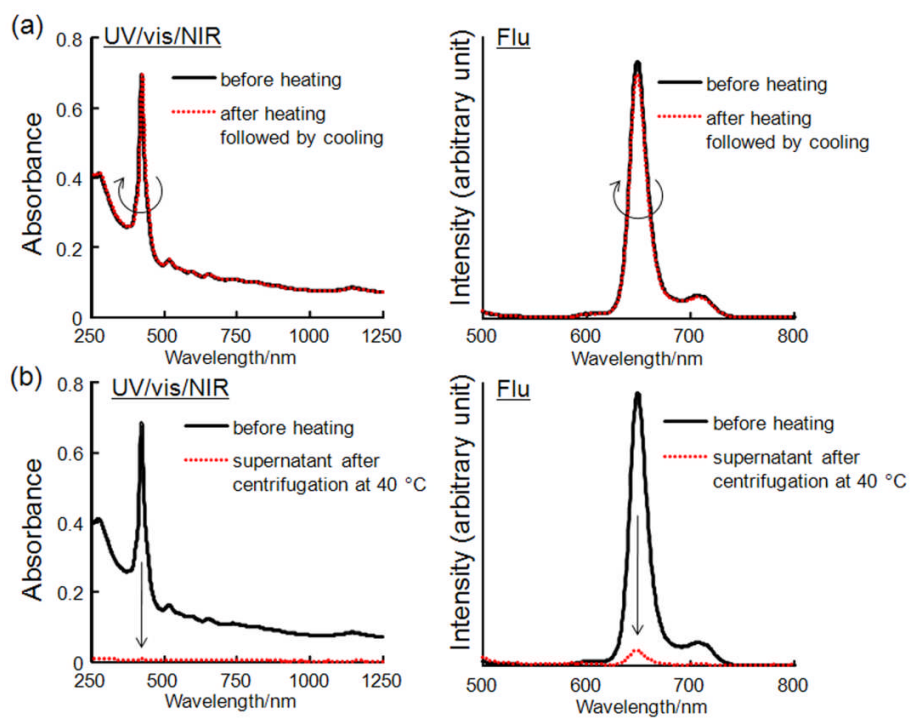 (a)
UV/vis/NIR
0.8
0.6
0.4
0.2
0
Absorbance
before heating
after heating
followed by cooling
250 500 750 1000 1250
Wavelength/nm
Flu
Intensity (arbitrary unit)
before heating
after heating
followed by cooling
500 600 700 800
Wavelength/nm
(b)
UV/vis/NIR
0.8
0.6
0.4
0.2
0
Absorbance
before heating
supernatant after
centrifugation at 40 °C
250 500 750 1000 1250
Wavelength/nm
Flu
Intensity (arbitrary unit)
before heating
supernatant after
centrifugation at 40 °C
500 600 700 800
Wavelength/nm